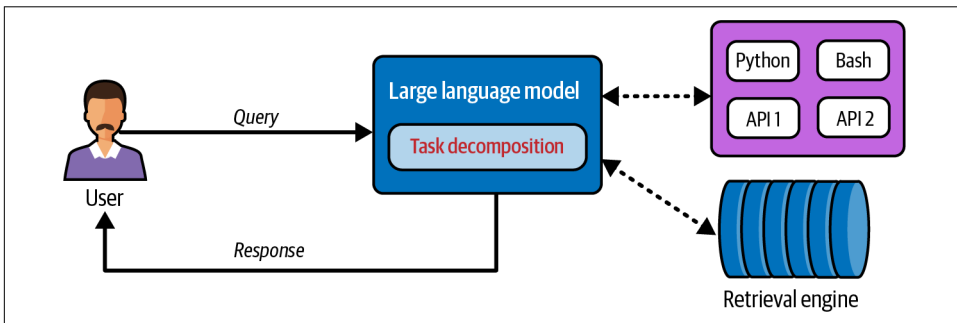 Python
Bash
Large language model
Query
API 1
API 2
Task decomposition
User
Response
Retrieval engine